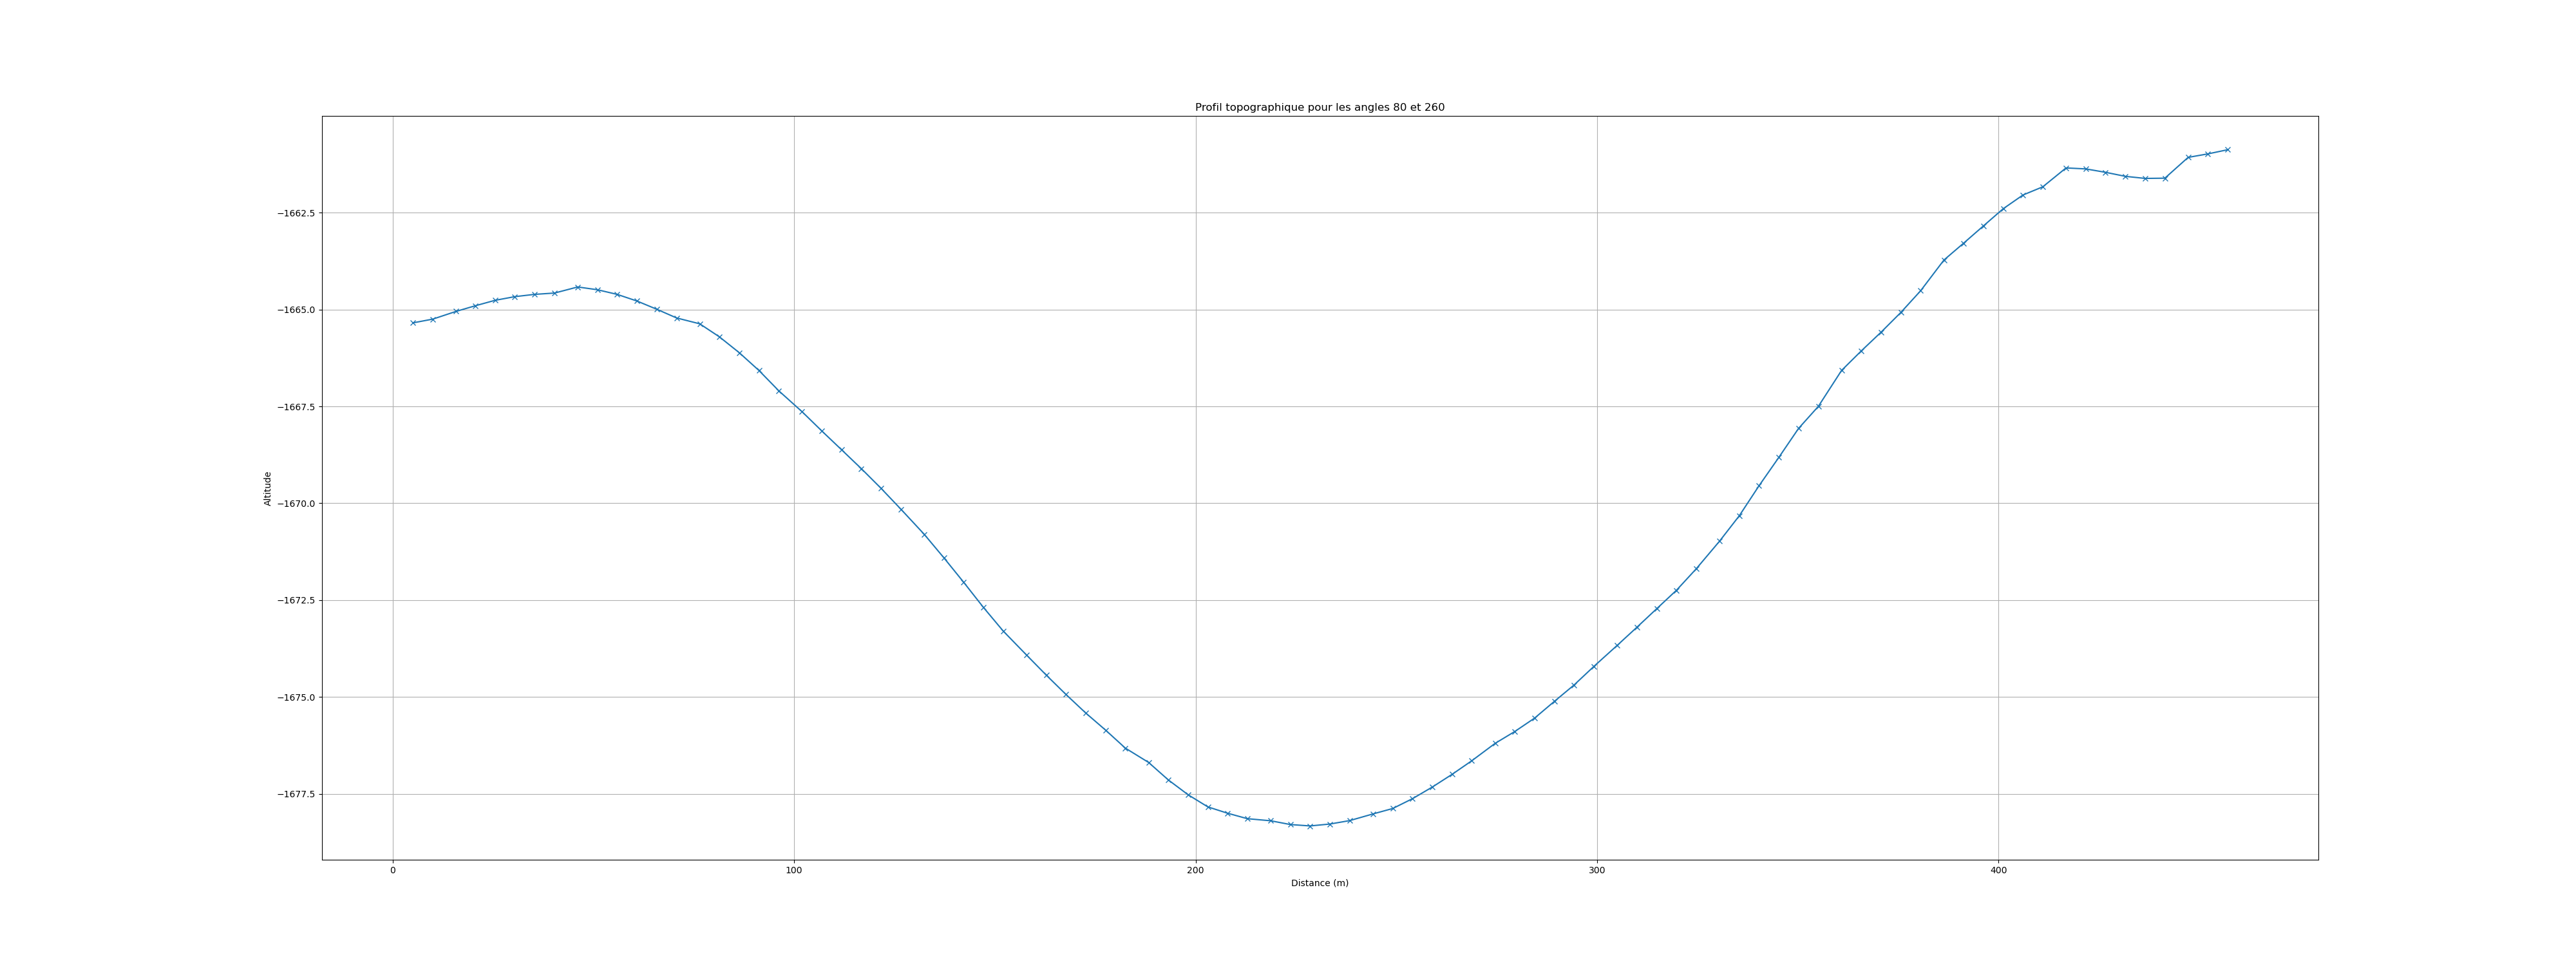 Profil topographique pour les angles 80 et 260
Altitude
−1662.5
−1665.0
−1667.5
−1670.0
−1672.5
−1675.0
−1677.5
0 100 200 300 400
Distance (m)